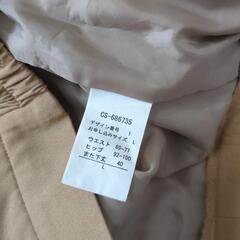 CS-686735
デザイン番号 1
お申し込みサイズ L
ウエスト 69-77
ヒップ 92-100
また下丈 40
L